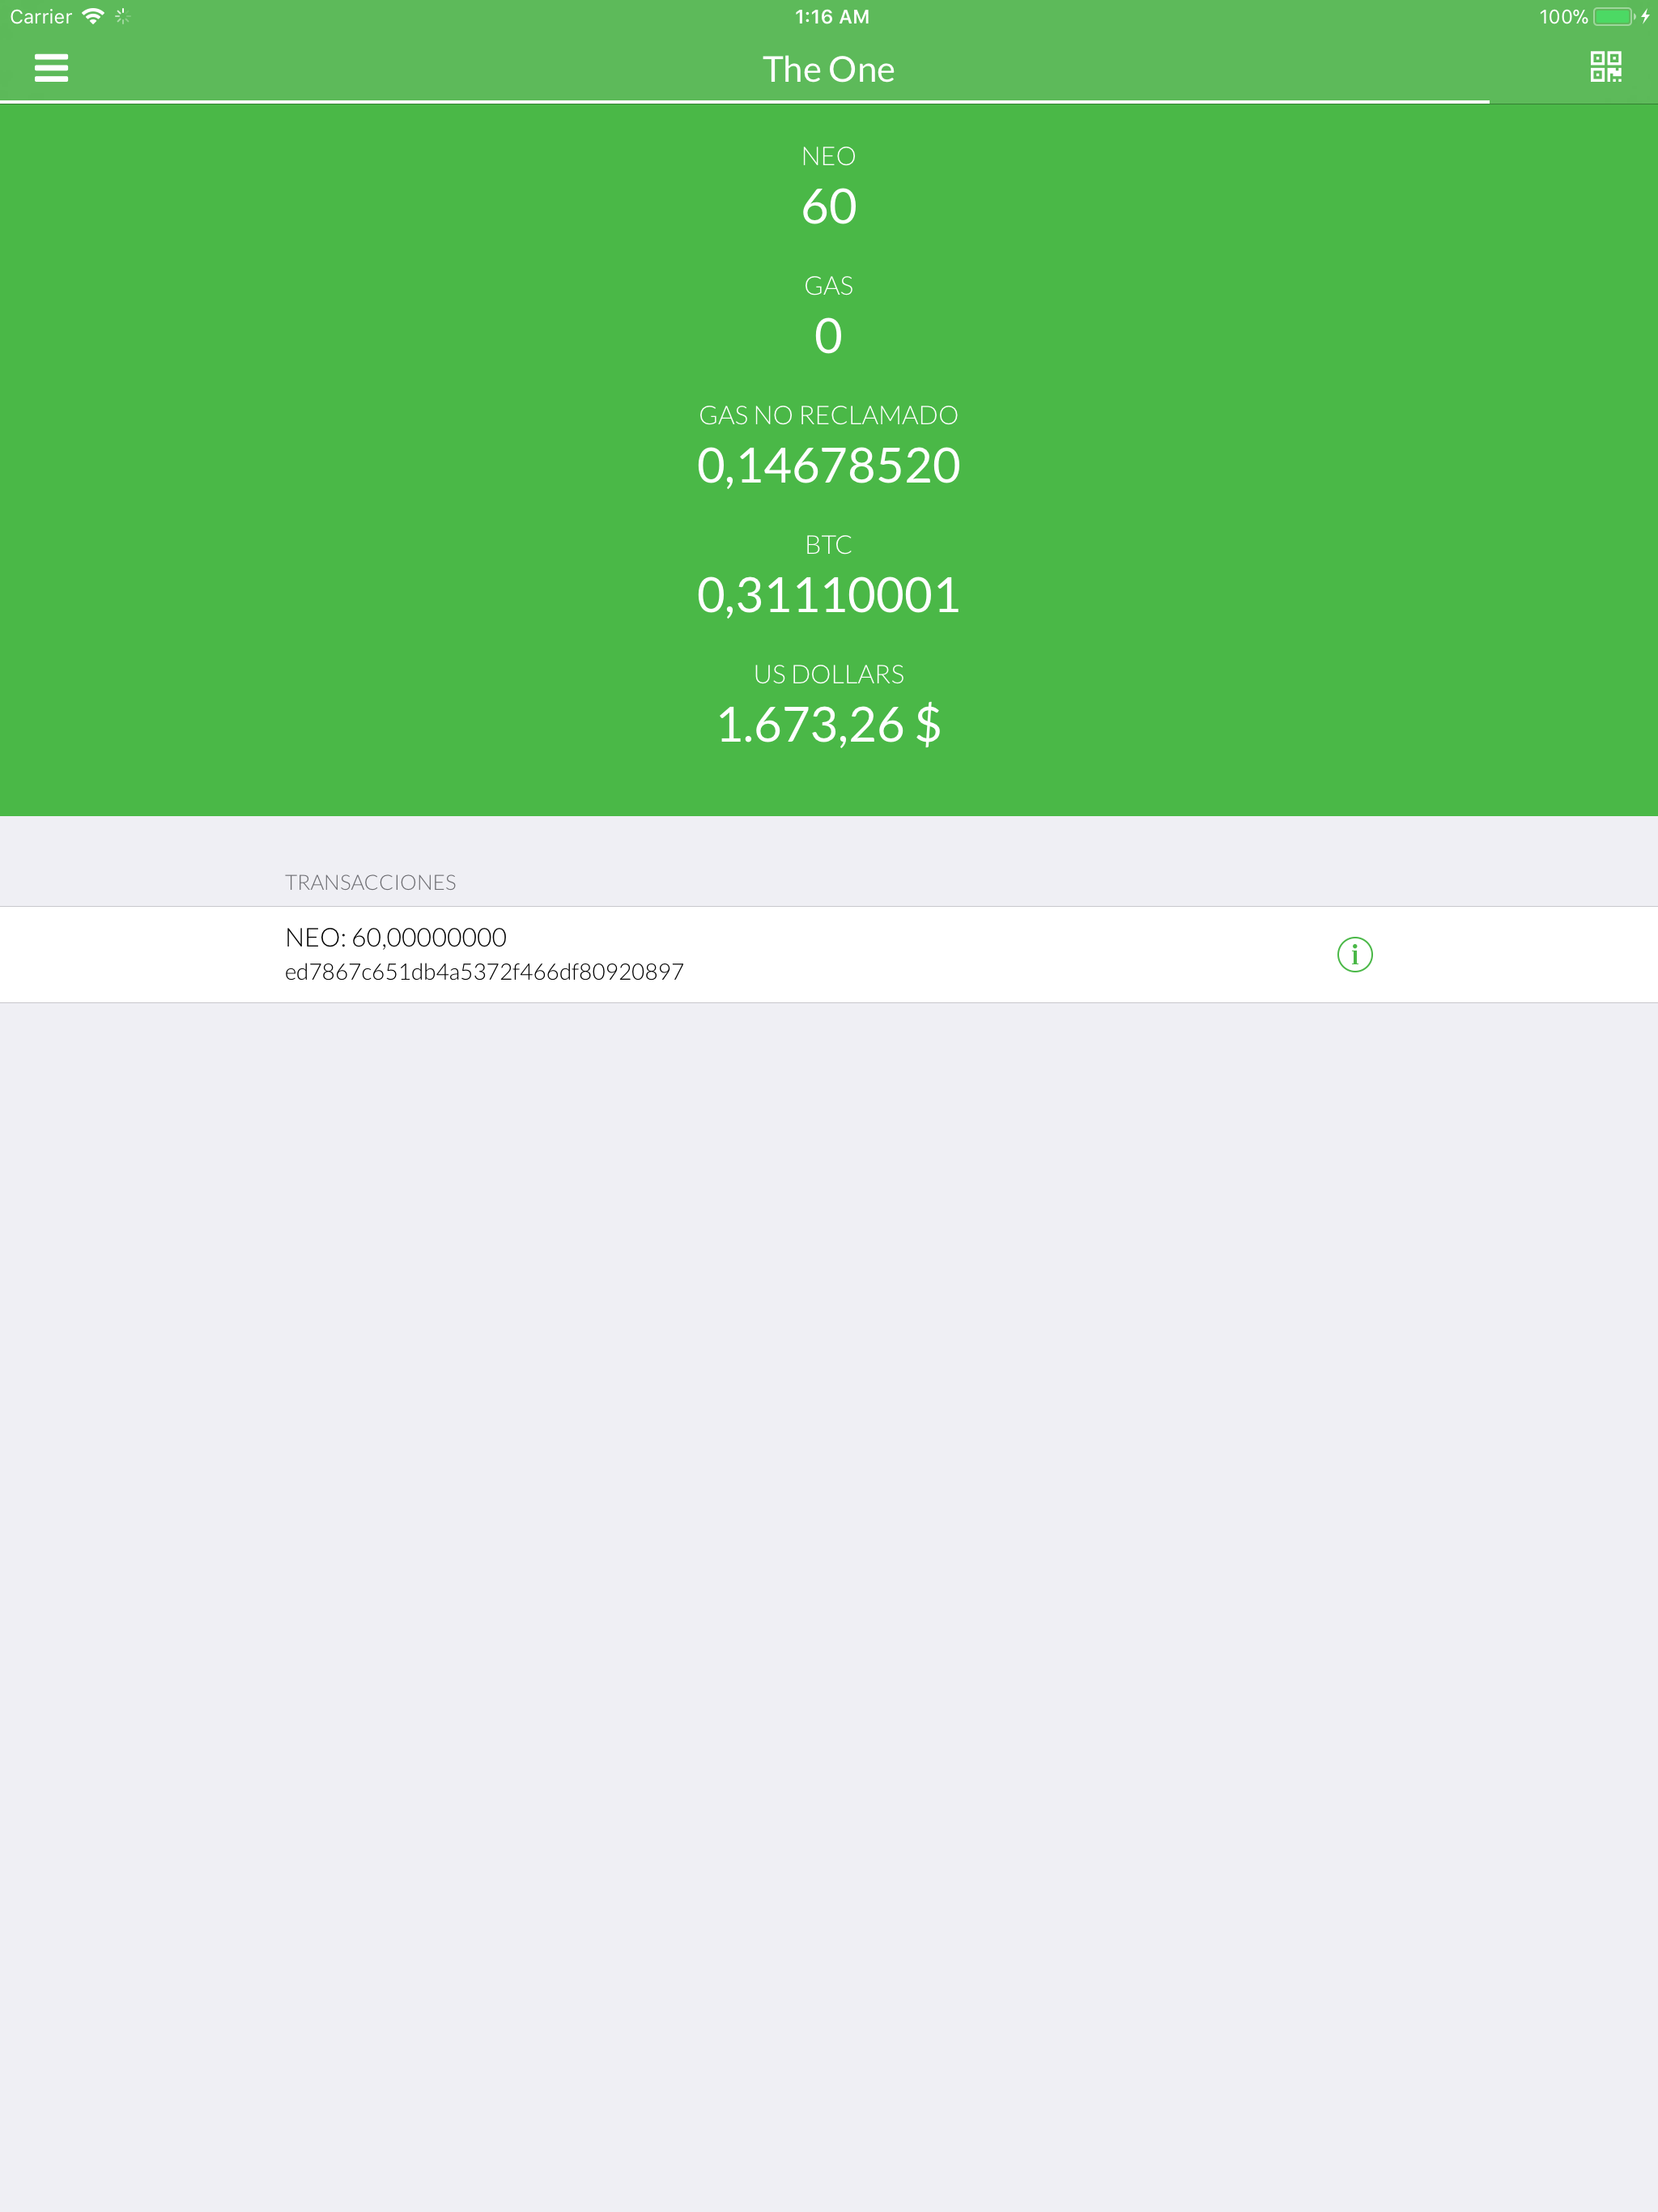 Carrier 1:16 AM 100%
The One
NEO
60
GAS
0
GAS NO RECLAMADO
0,14678520
BTC
0,31110001
US DOLLARS
1.673,26 $
TRANSACCIONES
NEO: 60,00000000
ed7867c651db4a5372f466df80920897